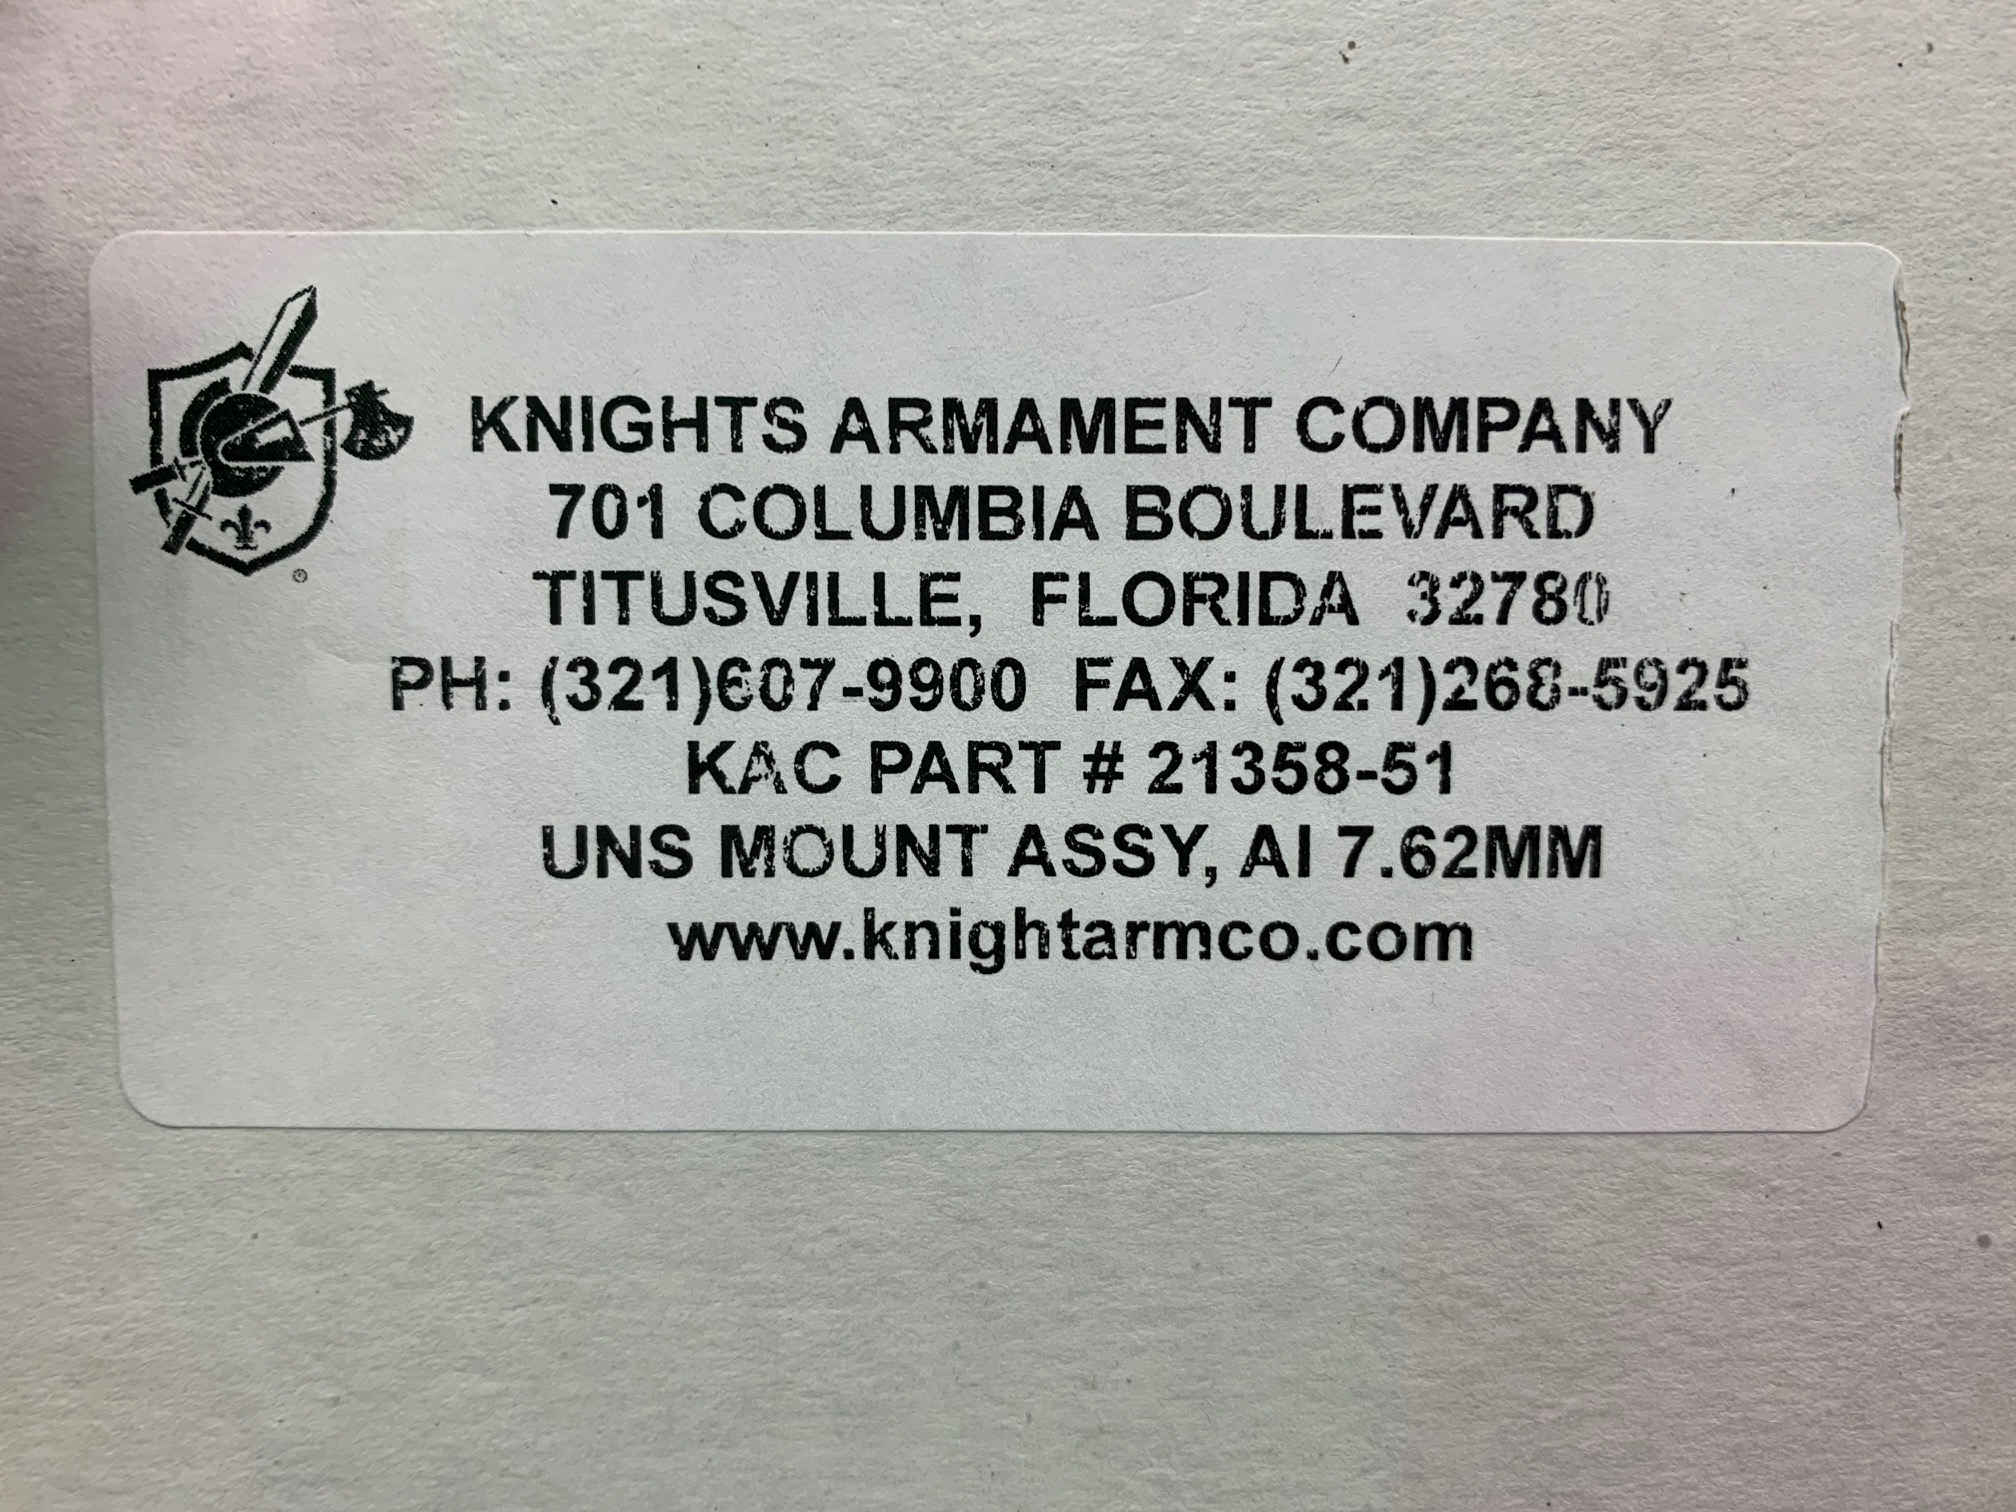 KNIGHTS ARMAMENT COMPANY
701 COLUMBIA BOULEVARD
TITUSVILLE, FLORIDA 32780
PH: (321)607-9900 FAX: (321)268-5925
KAC PART # 21358-51
UNS MOUNT ASSY, AI 7.62MM
www.knightarmco.com
®